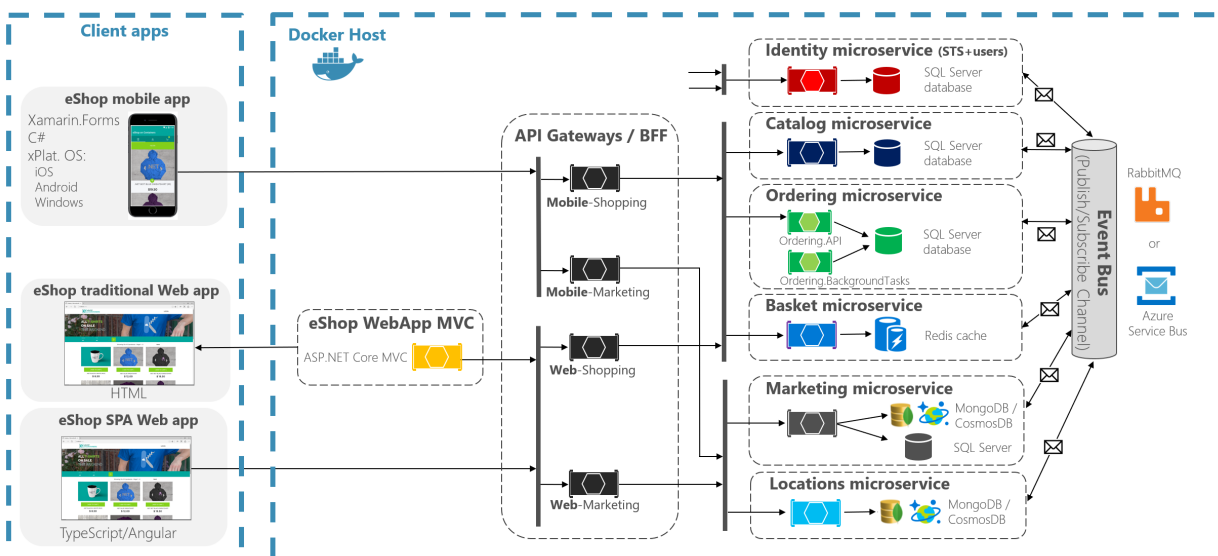 Client apps
eShop mobile app
Xamarin.Forms
C#
xPlat. OS:
iOS
Android
Windows
eShop traditional Web app
HTML
eShop SPA Web app
TypeScript/Angular
Docker Host
eShop WebApp MVC
ASP.NET Core MVC
API Gateways / BFF
Mobile-Shopping
Mobile-Marketing
Web-Shopping
Web-Marketing
Identity microservice (STS+users)
SQL Server
database
Catalog microservice
SQL Server
database
Ordering microservice
Ordering.API
SQL Server
database
Ordering.BackgroundTasks
Basket microservice
Redis cache
Marketing microservice
MongoDB /
CosmosDB
SQL Server
Locations microservice
MongoDB /
CosmosDB
Event Bus
(Publish/Subscribe Channel)
RabbitMQ
or
Azure
Service Bus